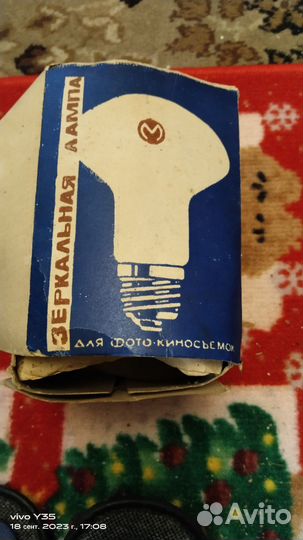 ЗЕРКАЛЬНАЯ ЛАМПА
ДЛЯ ФОТО-КИНОСЪЕМОК
vivo Y35
18 сент. 2023 г., 17:08
Avito